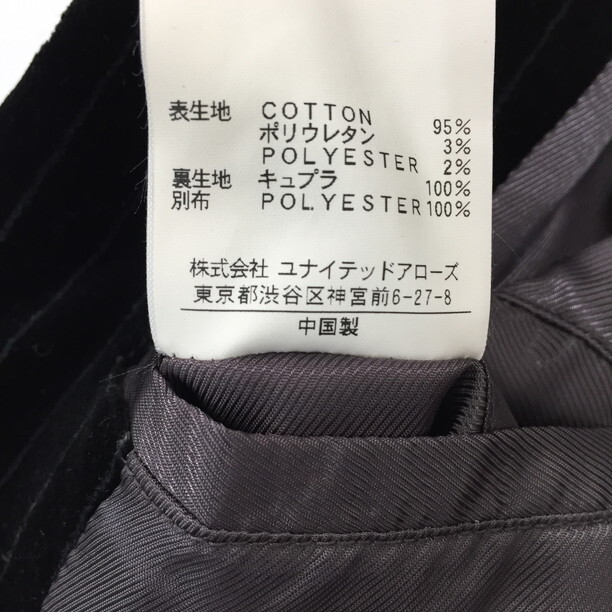 表生地 COTTON 95%
ポリウレタン 3%
POLYESTER 2%
裏生地 キュプラ 100%
別布 POLYESTER 100%
株式会社 ユナイテッドアローズ
東京都渋谷区神宮前6-27-8
中国製